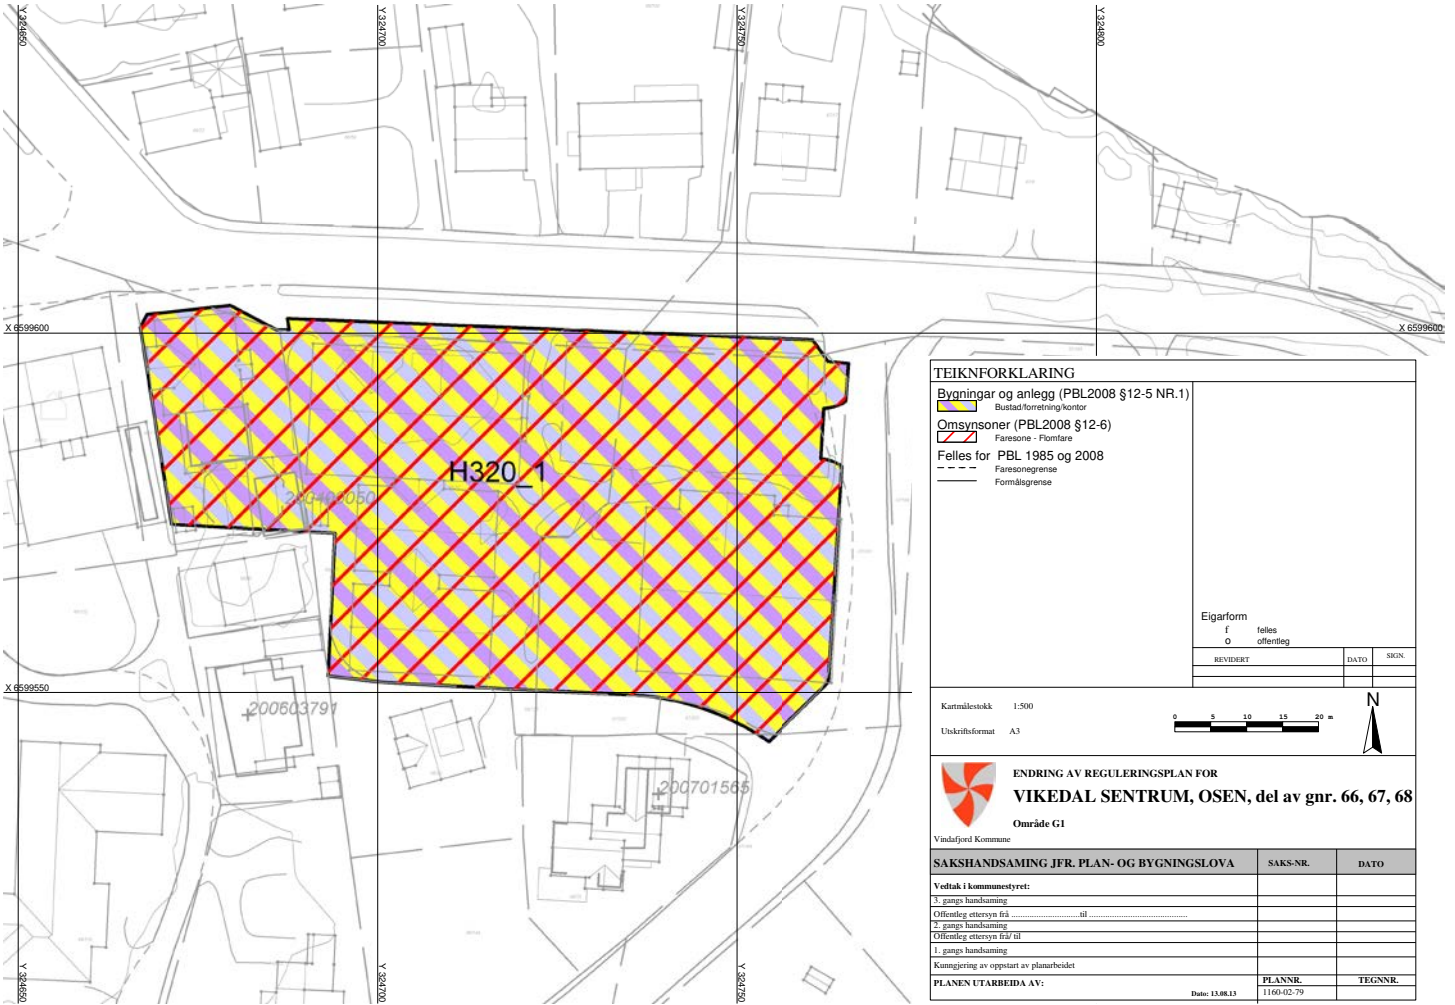 Y 324650
Y 324700
Y 324750
Y 324800
X 6599600
X 6599600
H320_1
200400050
X 6599550
200603791
200701565
Y 324650
Y 324700
Y 324750
TEIKNFORKLARING
Bygningar og anlegg (PBL2008 §12-5 NR.1)
Bustad/forretning/kontor
Omsynsoner (PBL2008 §12-6)
Faresone - Flomfare
Felles for PBL 1985 og 2008
Faresonegrense
Formålsgrense
Eigarform
f felles
o offentleg
REVIDERT DATO SIGN.
Kartmålestokk 1:500
Utskriftsformat A3
0 5 10 15 20 m
N
ENDRING AV REGULERINGSPLAN FOR
VIKEDAL SENTRUM, OSEN, del av gnr. 66, 67, 68
Område G1
Vindafjord Kommune
SAKSHANDSAMING JFR. PLAN- OG BYGNINGSLOVA SAKS-NR. DATO
Vedtak i kommunestyret:
3. gangs handsaming
Offentleg ettersyn frå ..........................til ......................................
2. gangs handsaming
Offentleg ettersyn frå/ til
1. gangs handsaming
Kunngjering av oppstart av planarbeidet
PLANEN UTARBEIDA AV: Dato: 13.08.13 PLANNR. TEGNNR.
1160-02-79